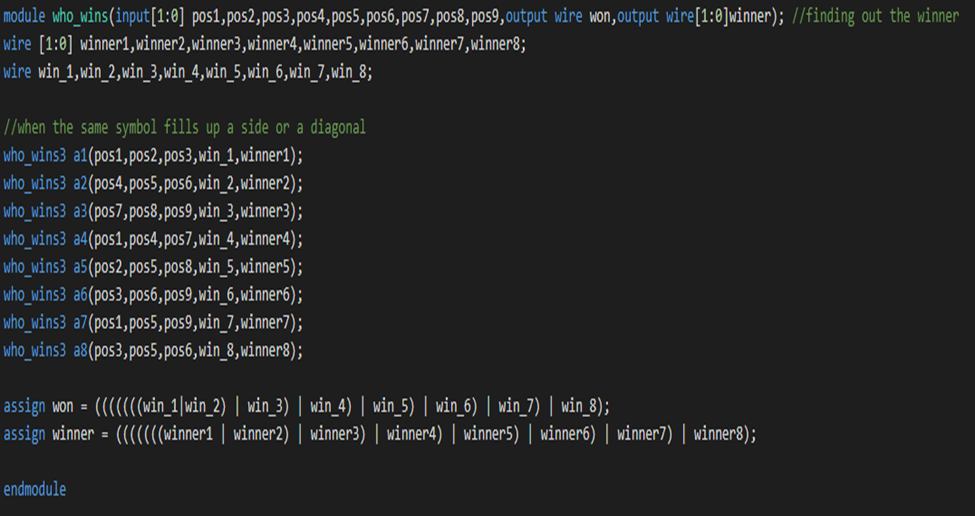 module who_wins(input[1:0] pos1,pos2,pos3,pos4,pos5,pos6,pos7,pos8,pos9,output wire won,output wire[1:0]winner); //finding out the winner
wire [1:0] winner1,winner2,winner3,winner4,winner5,winner6,winner7,winner8;
wire win_1,win_2,win_3,win_4,win_5,win_6,win_7,win_8;
//when the same symbol fills up a side or a diagonal
who_wins3 a1(pos1,pos2,pos3,win_1,winner1);
who_wins3 a2(pos4,pos5,pos6,win_2,winner2);
who_wins3 a3(pos7,pos8,pos9,win_3,winner3);
who_wins3 a4(pos1,pos4,pos7,win_4,winner4);
who_wins3 a5(pos2,pos5,pos8,win_5,winner5);
who_wins3 a6(pos3,pos6,pos9,win_6,winner6);
who_wins3 a7(pos1,pos5,pos9,win_7,winner7);
who_wins3 a8(pos3,pos5,pos6,win_8,winner8);
assign won = (((((((win_1|win_2) | win_3) | win_4) | win_5) | win_6) | win_7) | win_8);
assign winner = (((((((winner1 | winner2) | winner3) | winner4) | winner5) | winner6) | winner7) | winner8);
endmodule